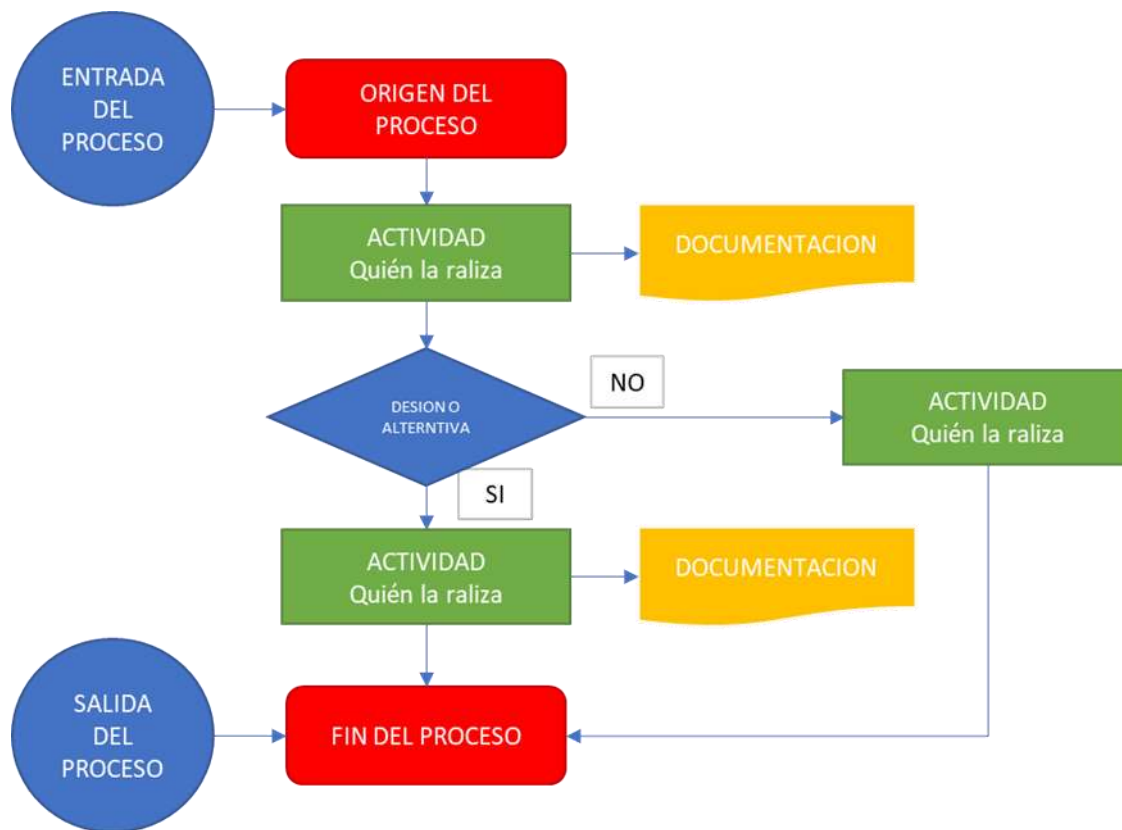 ENTRADA
DEL
PROCESO
ORIGEN DEL
PROCESO
ACTIVIDAD
Quién la raliza
DOCUMENTACION
DESION O
ALTERNTIVA
NO
ACTIVIDAD
Quién la raliza
SI
ACTIVIDAD
Quién la raliza
DOCUMENTACION
SALIDA
DEL
PROCESO
FIN DEL PROCESO